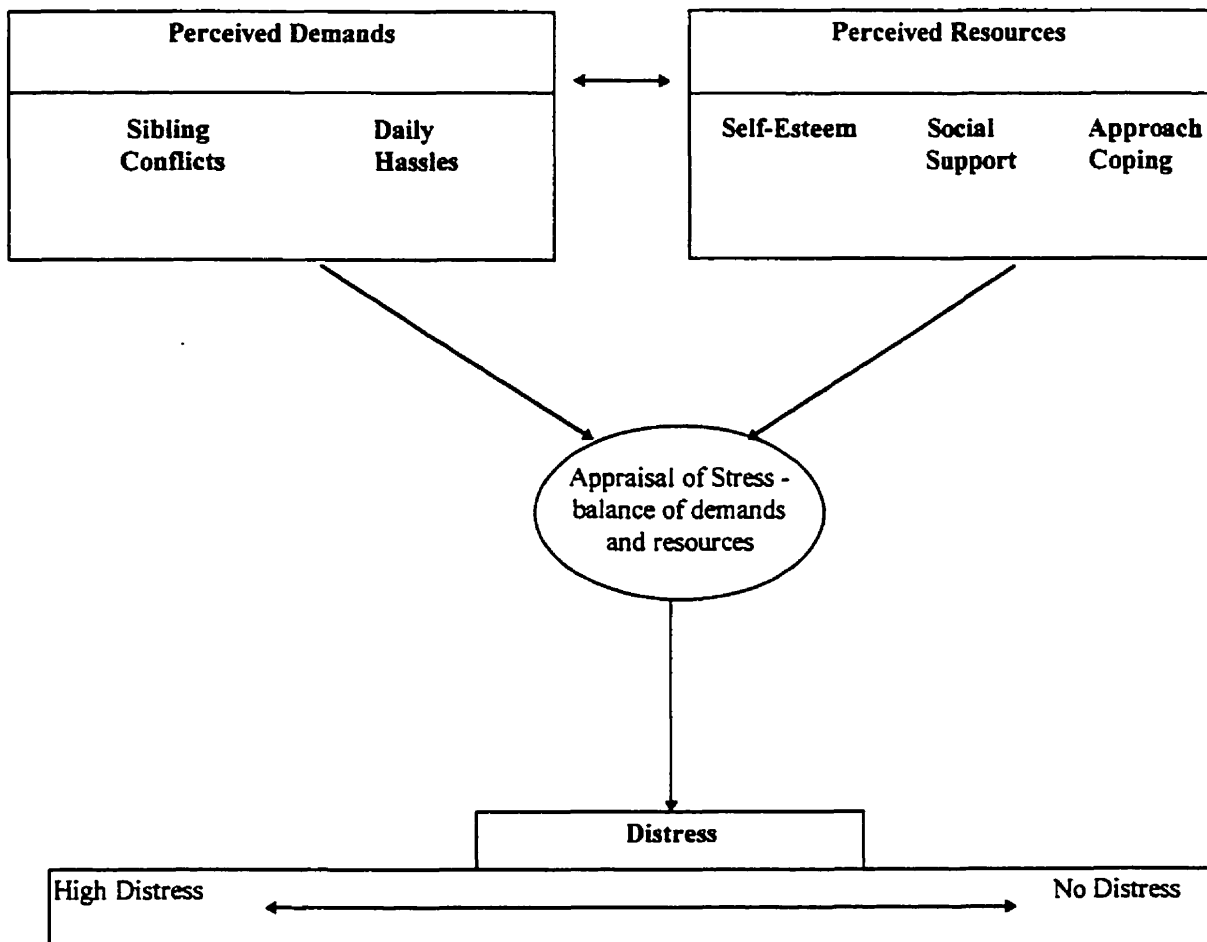 Perceived Demands
Sibling
Conflicts
Daily
Hassles
Perceived Resources
Self-Esteem
Social
Support
Approach
Coping
Appraisal of Stress -
balance of demands
and resources
Distress
High Distress
No Distress